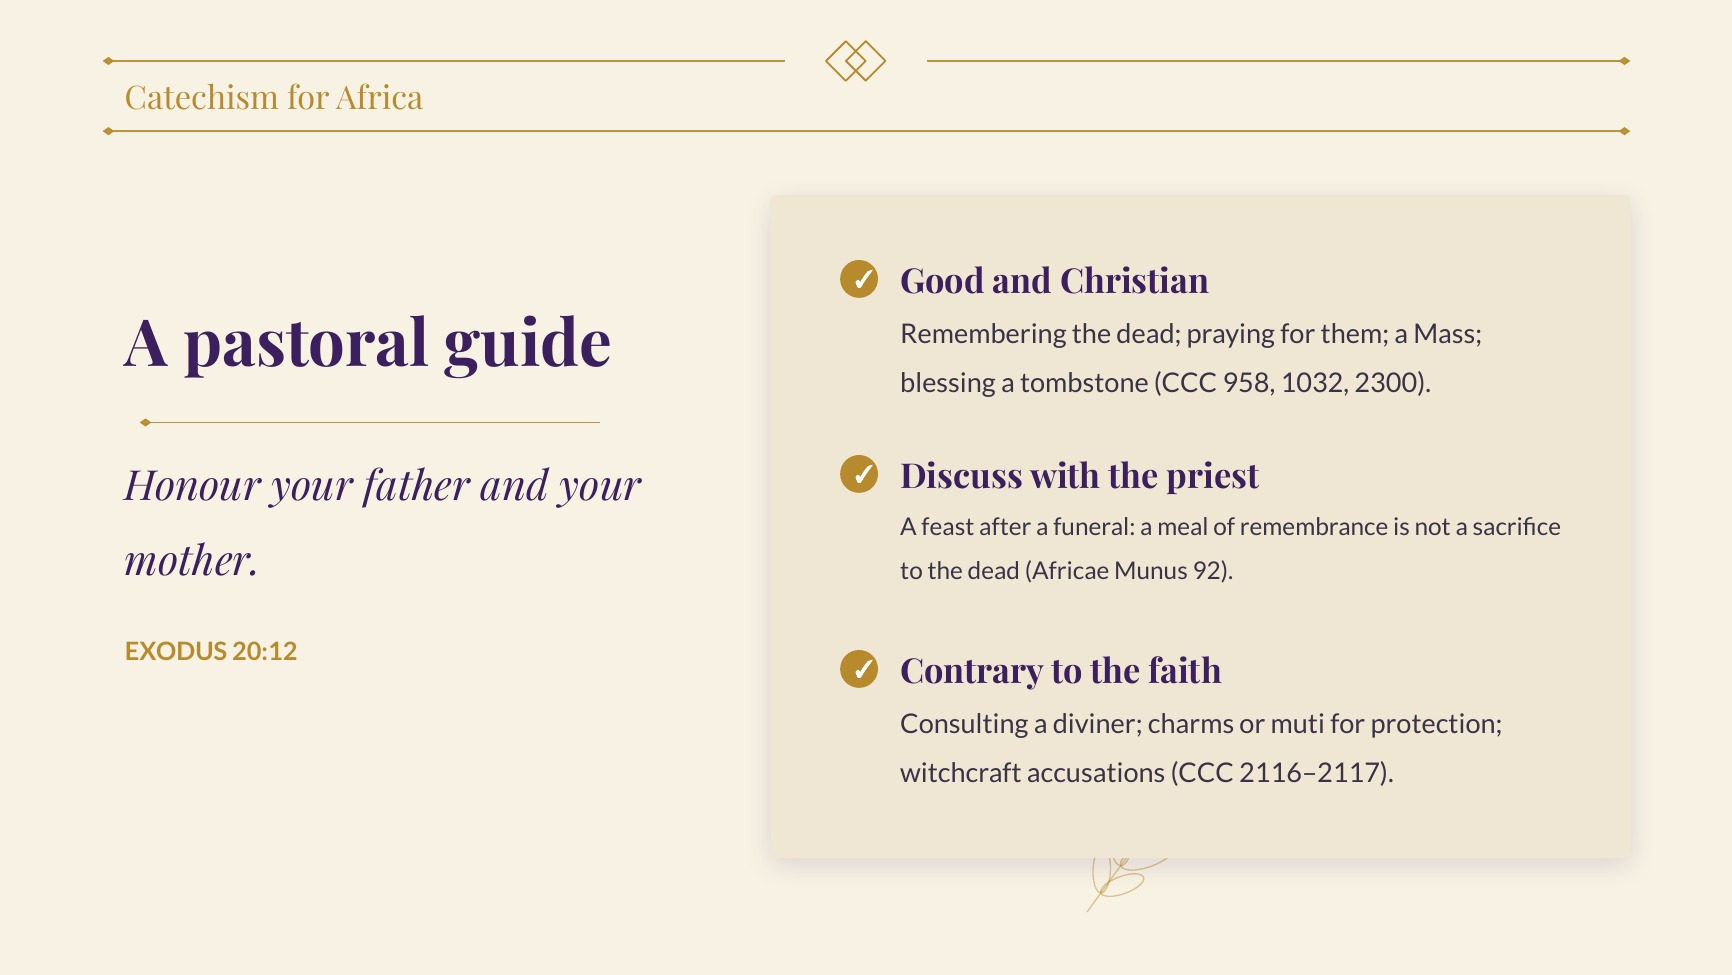 Catechism for Africa
A pastoral guide
Honour your father and your
mother.
EXODUS 20:12
✓ Good and Christian
Remembering the dead; praying for them; a Mass;
blessing a tombstone (CCC 958, 1032, 2300).
✓ Discuss with the priest
A feast after a funeral: a meal of remembrance is not a sacrifice
to the dead (Africae Munus 92).
✓ Contrary to the faith
Consulting a diviner; charms or muti for protection;
witchcraft accusations (CCC 2116–2117).